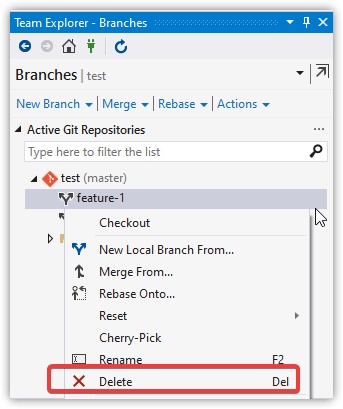 Team Explorer - Branches
Branches | test
New Branch Merge Rebase Actions
Active Git Repositories
Type here to filter the list
test (master)
feature-1
Checkout
New Local Branch From...
Merge From...
Rebase Onto...
Reset
Cherry-Pick
Rename F2
Delete Del